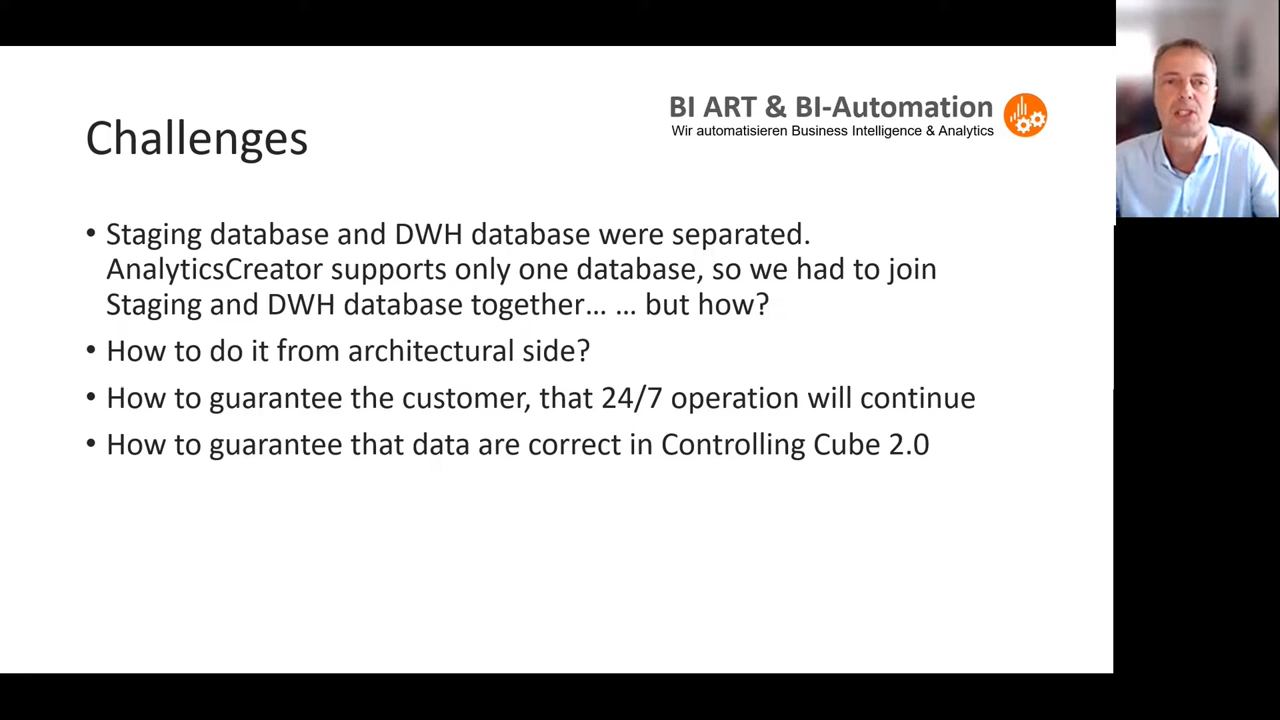 BI ART & BI-Automation
Wir automatisieren Business Intelligence & Analytics
Challenges
• Staging database and DWH database were separated.
AnalyticsCreator supports only one database, so we had to join
Staging and DWH database together… … but how?
• How to do it from architectural side?
• How to guarantee the customer, that 24/7 operation will continue
• How to guarantee that data are correct in Controlling Cube 2.0